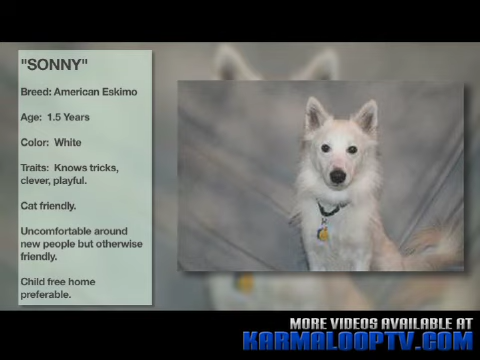 "SONNY"
Breed: American Eskimo
Age: 1.5 Years
Color: White
Traits: Knows tricks,
clever, playful.
Cat friendly.
Uncomfortable around
new people but otherwise
friendly.
Child free home
preferable.
MORE VIDEOS AVAILABLE AT
KARMALOOPTV.COM